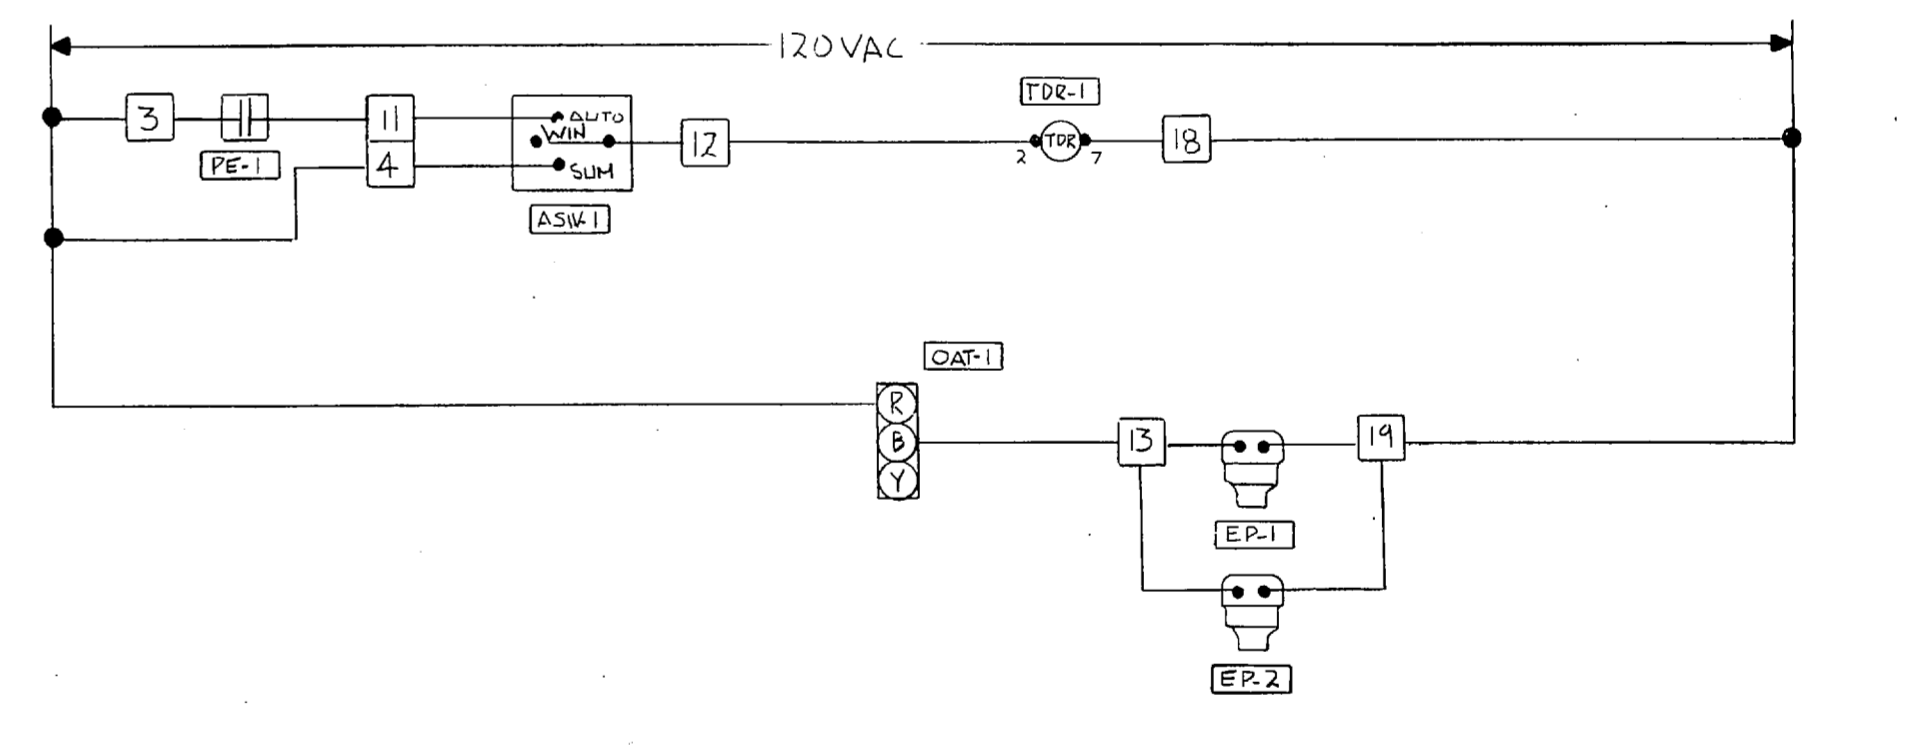 120VAC
TDR-1
3
11
AUTO
WIN
12
2
TDR
7
18
PE-1
4
SUM
ASW-1
OAT-1
R
B
Y
13
19
EP-1
EP-2